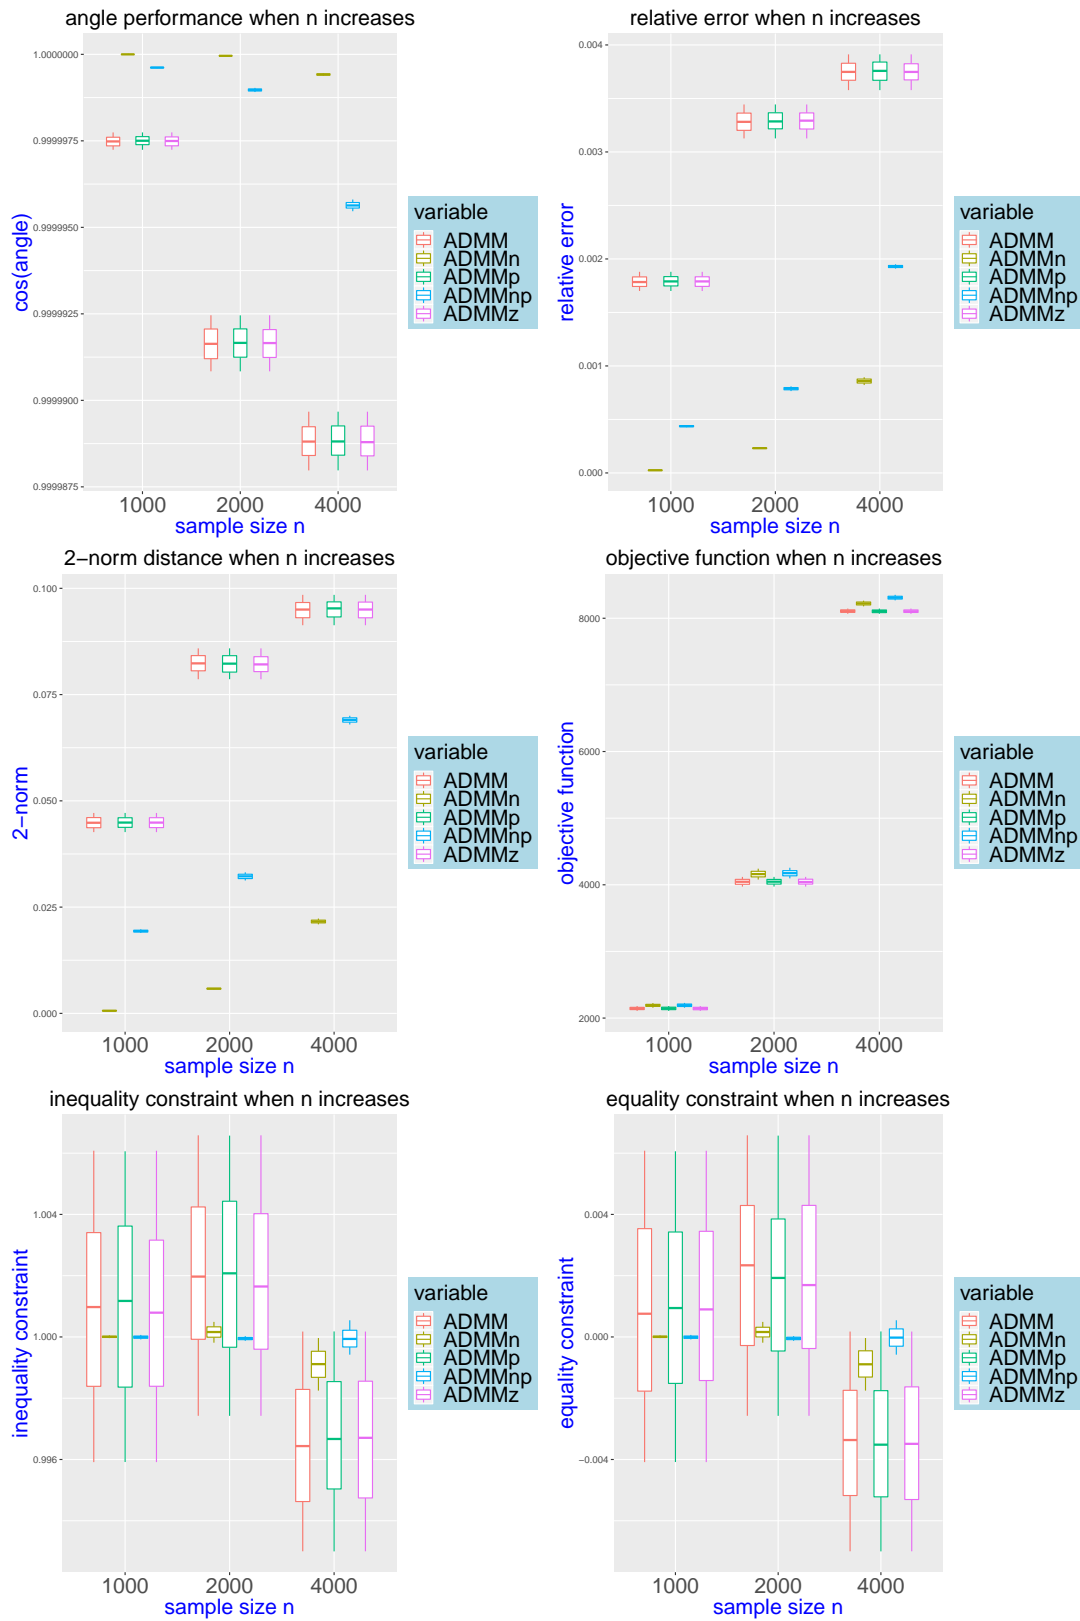 angle performance when n increases
1.0000000
0.9999975
0.9999950
0.9999925
0.9999900
0.9999875
cos(angle)
1000 2000 4000
sample size n
variable
ADMM
ADMMn
ADMMp
ADMMnp
ADMMz
relative error when n increases
0.004
0.003
0.002
0.001
0.000
relative error
1000 2000 4000
sample size n
variable
ADMM
ADMMn
ADMMp
ADMMnp
ADMMz
2−norm distance when n increases
0.100
0.075
0.050
0.025
0.000
2−norm
1000 2000 4000
sample size n
variable
ADMM
ADMMn
ADMMp
ADMMnp
ADMMz
objective function when n increases
8000
6000
4000
2000
objective function
1000 2000 4000
sample size n
variable
ADMM
ADMMn
ADMMp
ADMMnp
ADMMz
inequality constraint when n increases
1.004
1.000
0.996
inequality constraint
1000 2000 4000
sample size n
variable
ADMM
ADMMn
ADMMp
ADMMnp
ADMMz
equality constraint when n increases
0.004
0.000
−0.004
equality constraint
1000 2000 4000
sample size n
variable
ADMM
ADMMn
ADMMp
ADMMnp
ADMMz